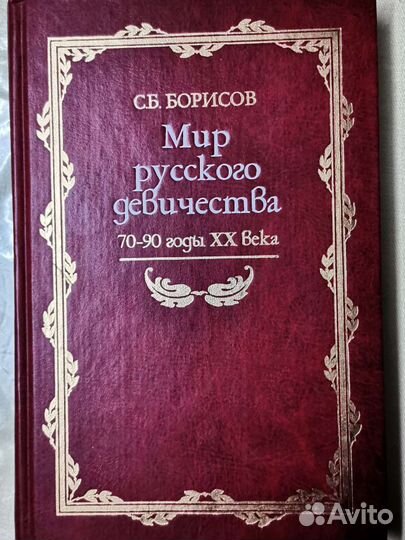 С.Б. БОРИСОВ
Мир
русского
девичества
70-90 годы XX века
Avito